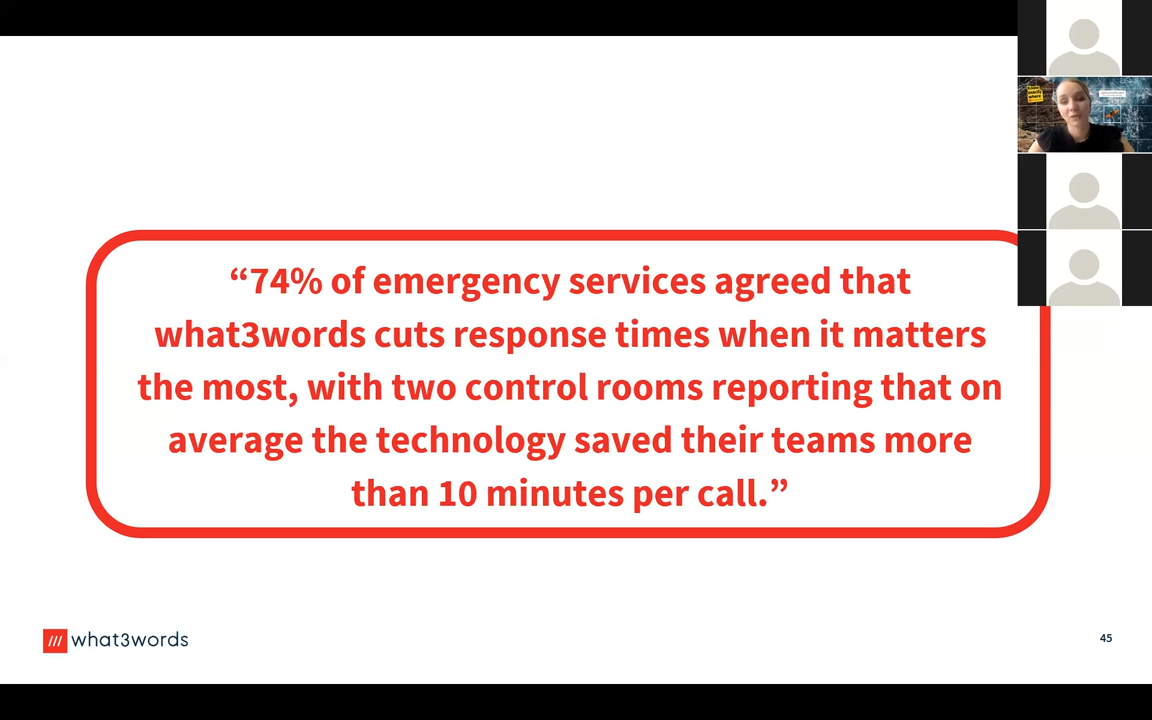 “74% of emergency services agreed that
what3words cuts response times when it matters
the most, with two control rooms reporting that on
average the technology saved their teams more
than 10 minutes per call.”
/// what3words
45